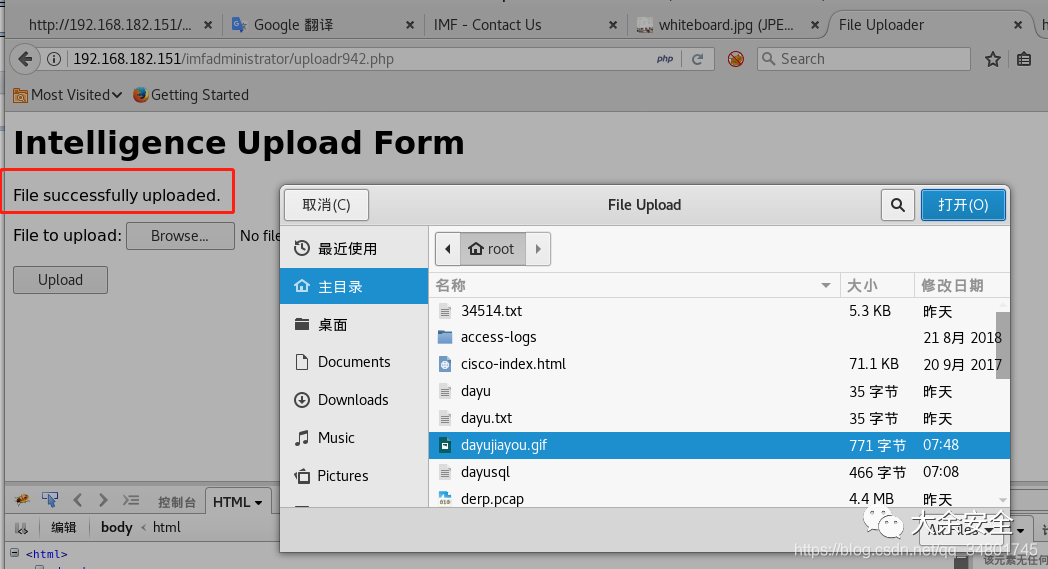 http://192.168.182.151/... × Google 翻译 × IMF - Contact Us × whiteboard.jpg (JPE... × File Uploader × h
192.168.182.151/imfadministrator/uploadr942.php php Search
Most Visited Getting Started
Intelligence Upload Form
File successfully uploaded.
File to upload: Browse... No file
Upload
取消(C) File Upload 打开(O)
最近使用
主目录
桌面
Documents
Downloads
Music
Pictures
root
名称 大小 修改日期
34514.txt 5.3 KB 昨天
access-logs 21 8月 2018
cisco-index.html 71.1 KB 20 9月 2017
dayu 35 字节 昨天
dayu.txt 35 字节 昨天
dayujiayou.gif 771 字节 07:48
dayusql 466 字节 07:08
derp.pcap 4.4 MB 昨天
大余安全
All Files
https://blog.csdn.net/qq_34801745
控制台 HTML
编辑 body < html
<html>
该元素无任何